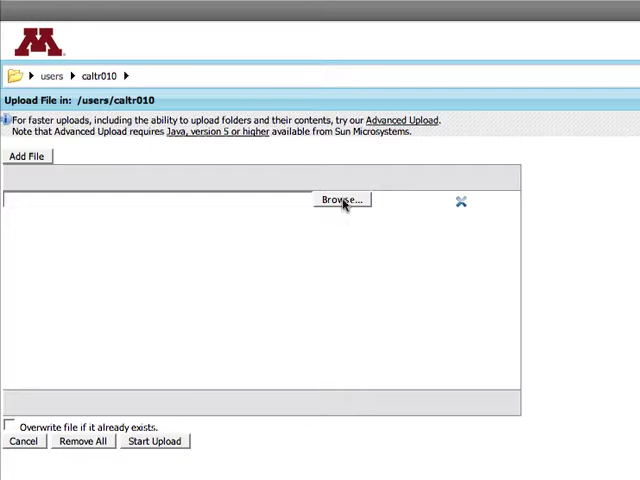 M
users caltr010
Upload File in: /users/caltr010
For faster uploads, including the ability to upload folders and their contents, try our Advanced Upload.
Note that Advanced Upload requires Java, version 5 or higher available from Sun Microsystems.
Add File
Browse...
Overwrite file if it already exists.
Cancel Remove All Start Upload